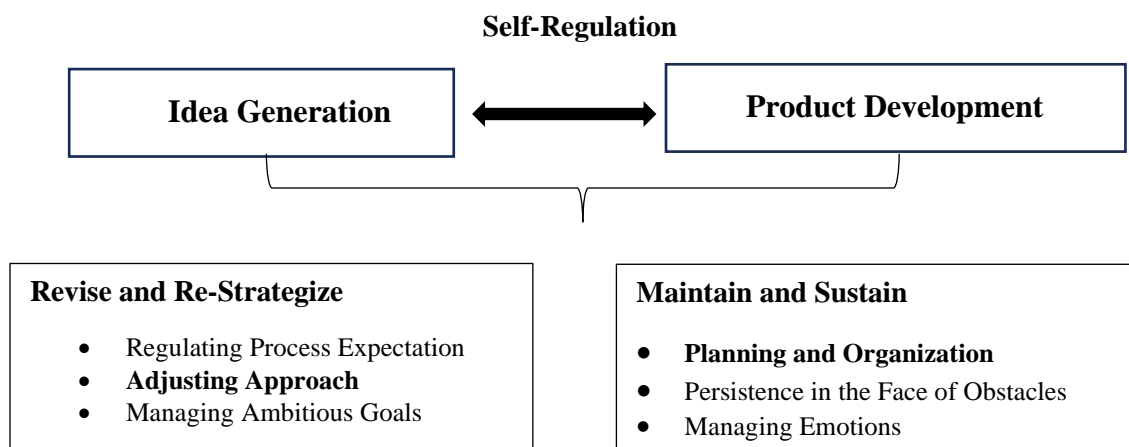 Self-Regulation
Idea Generation
Product Development
Revise and Re-Strategize
• Regulating Process Expectation
• Adjusting Approach
• Managing Ambitious Goals
Maintain and Sustain
• Planning and Organization
• Persistence in the Face of Obstacles
• Managing Emotions